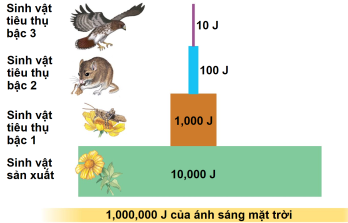 Sinh vật
tiêu thụ
bậc 3
10 J
Sinh vật
tiêu thụ
bậc 2
100 J
Sinh vật
tiêu thụ
bậc 1
1,000 J
Sinh vật
sản xuất
10,000 J
1,000,000 J của ánh sáng mặt trời